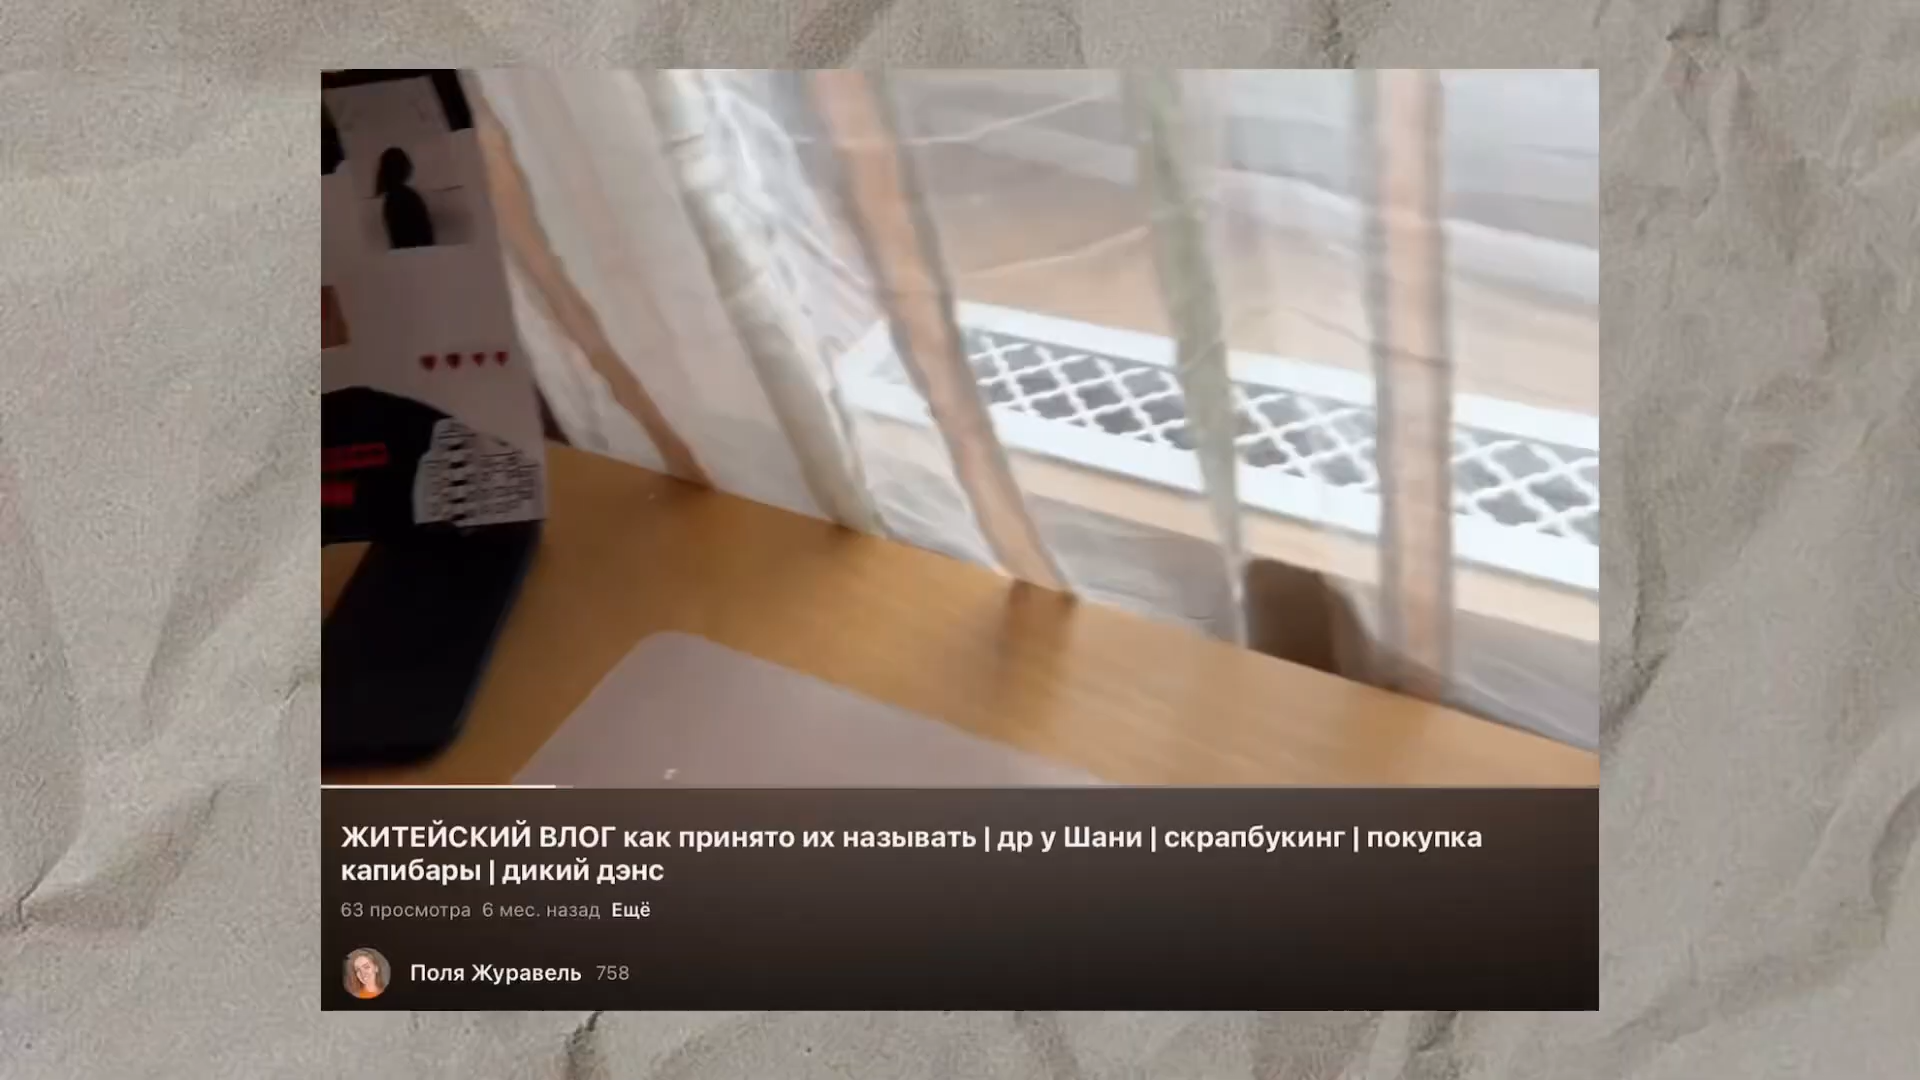 ЖИТЕЙСКИЙ ВЛОГ как принято их называть | др у Шани | скрапбукинг | покупка
капибары | дикий дэнс
63 просмотра 6 мес. назад Ещё
Поля Журавель 758